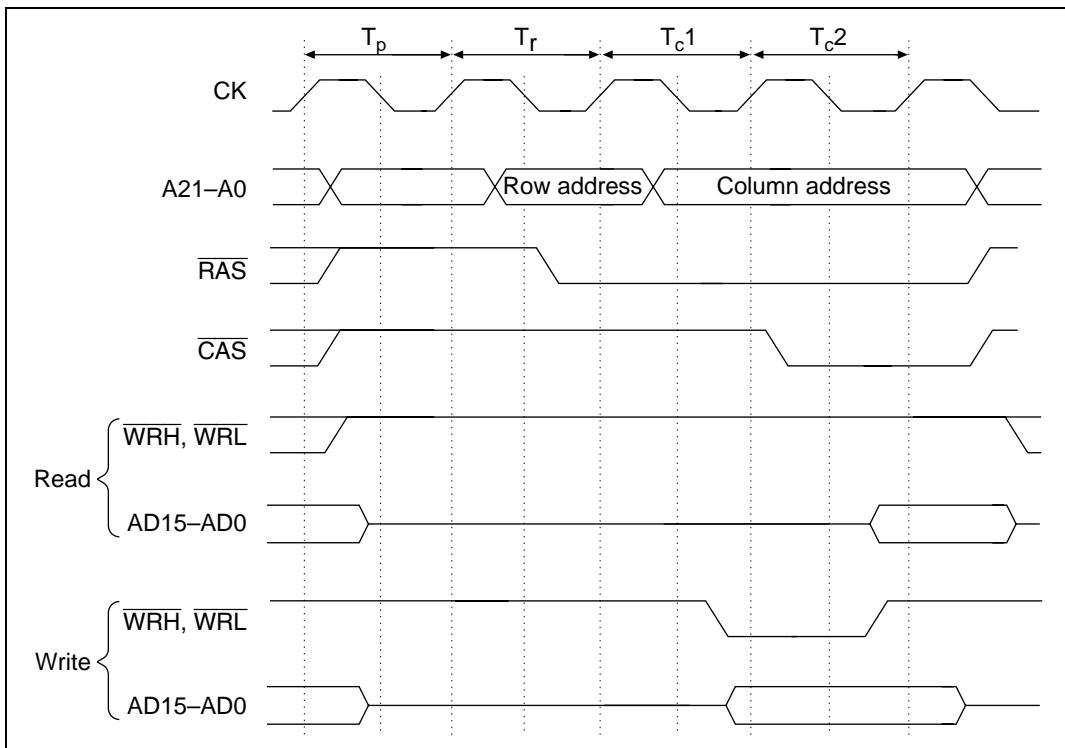 Tp Tr Tc1 Tc2
CK
A21–A0 Row address Column address
RAS
CAS
WRH, WRL
Read
AD15–AD0
WRH, WRL
Write
AD15–AD0